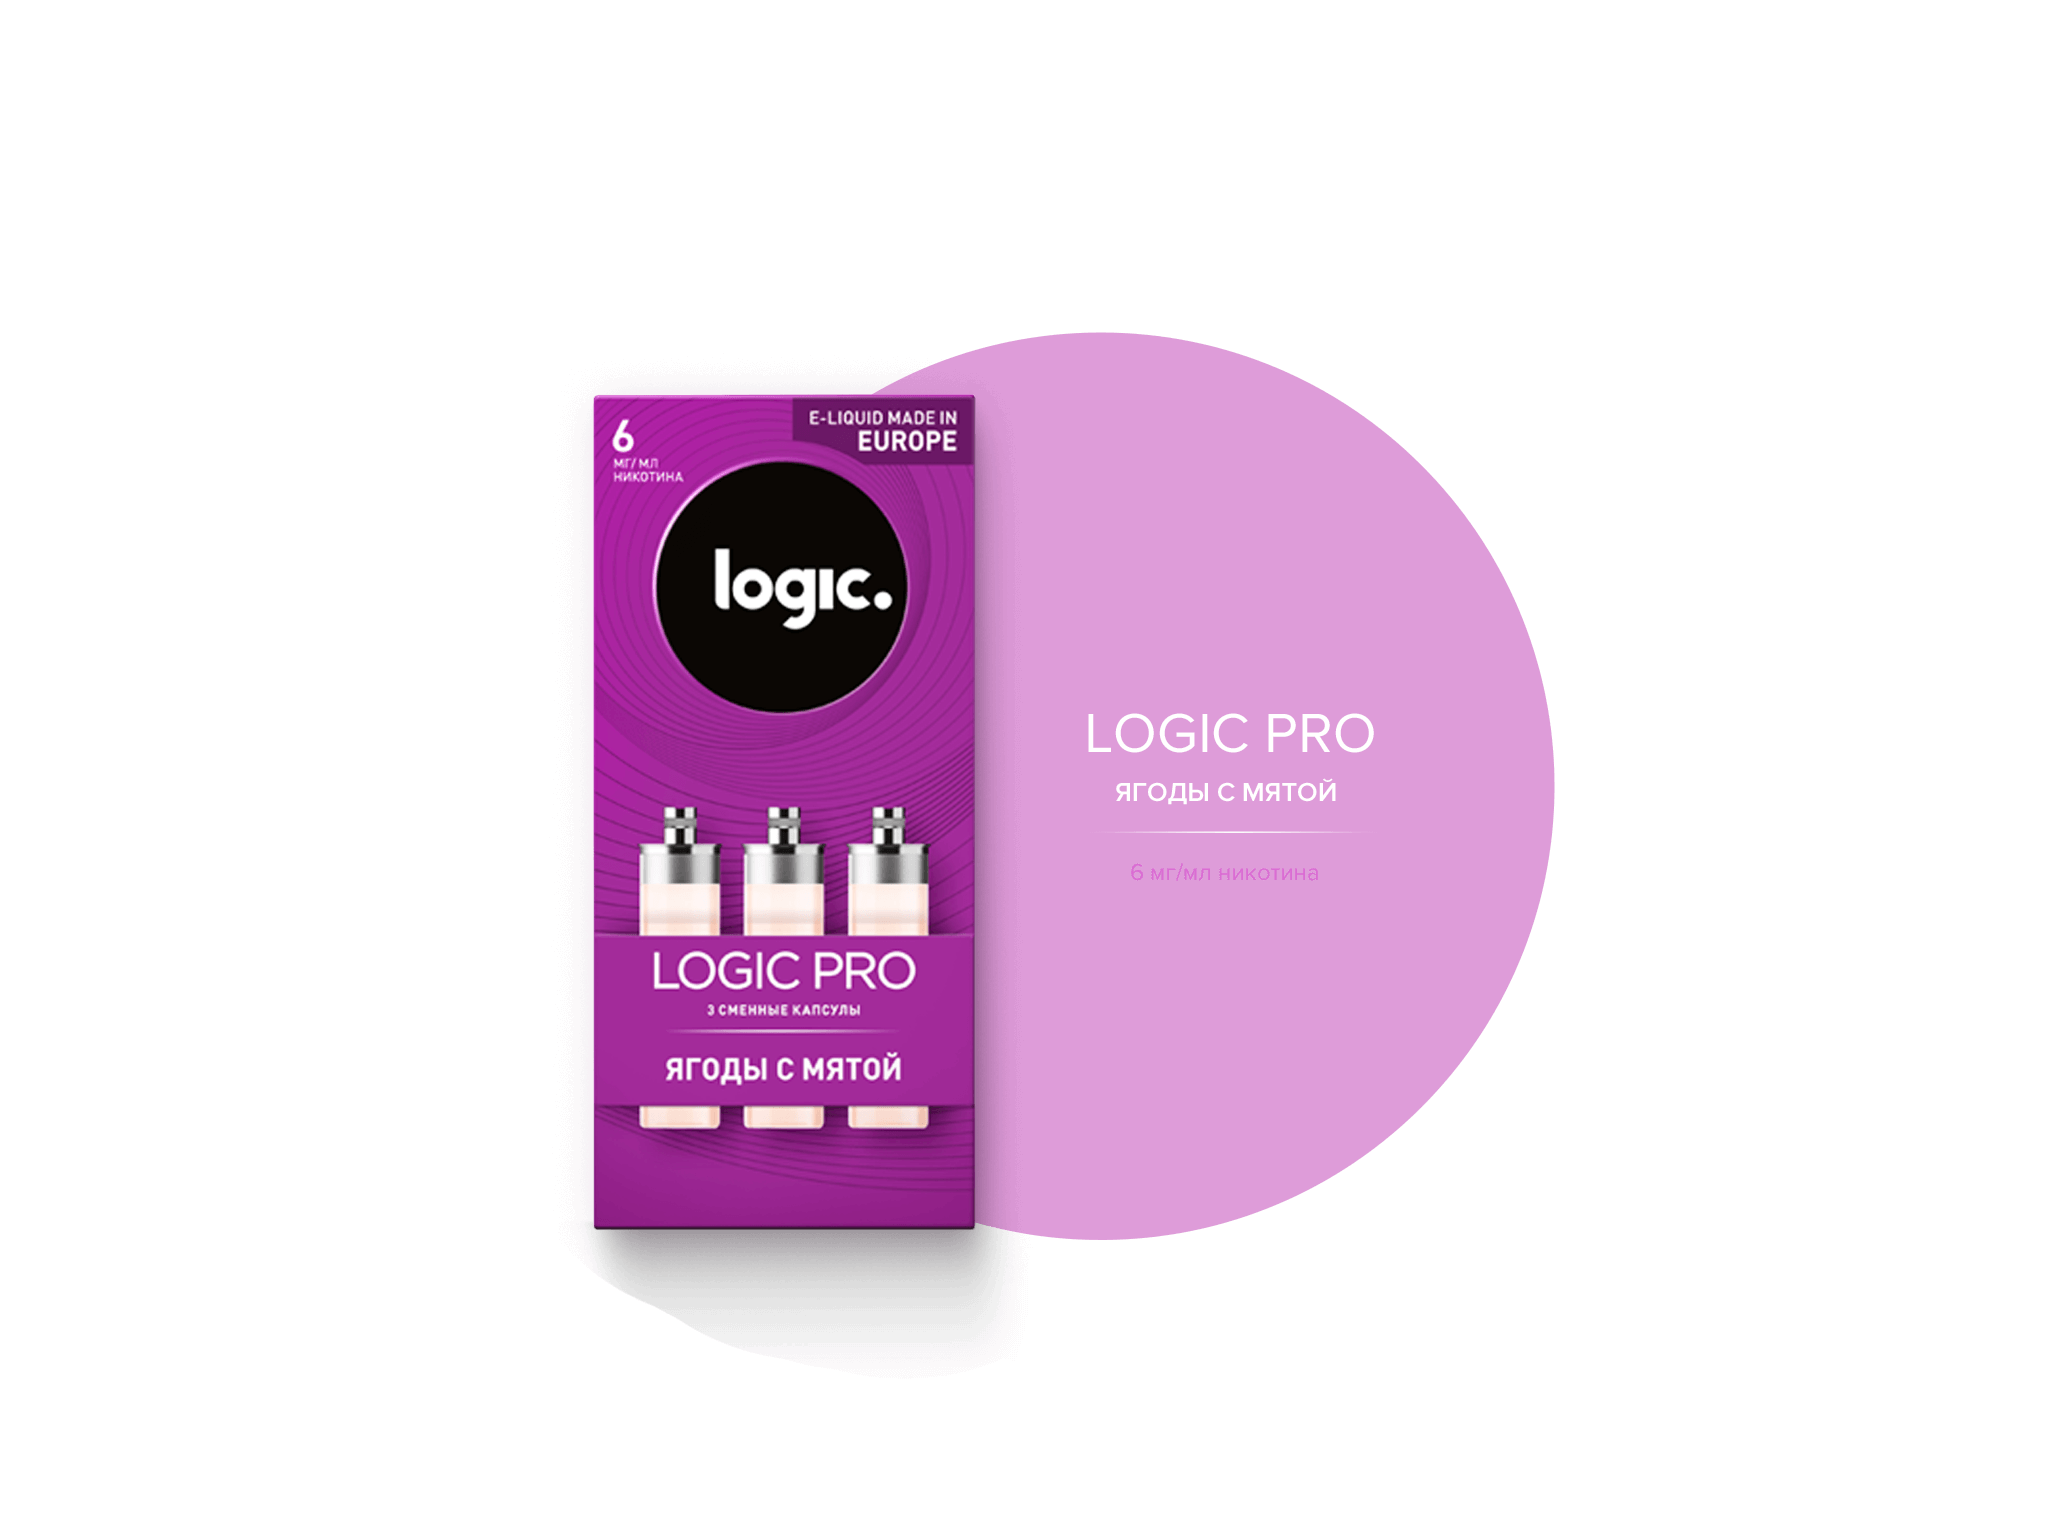 6
МГ/МЛ
НИКОТИНА
E-LIQUID MADE IN
EUROPE
logic.
LOGIC PRO
3 СМЕННЫЕ КАПСУЛЫ
ЯГОДЫ С МЯТОЙ
LOGIC PRO
ЯГОДЫ С МЯТОЙ
6 мг/мл никотина